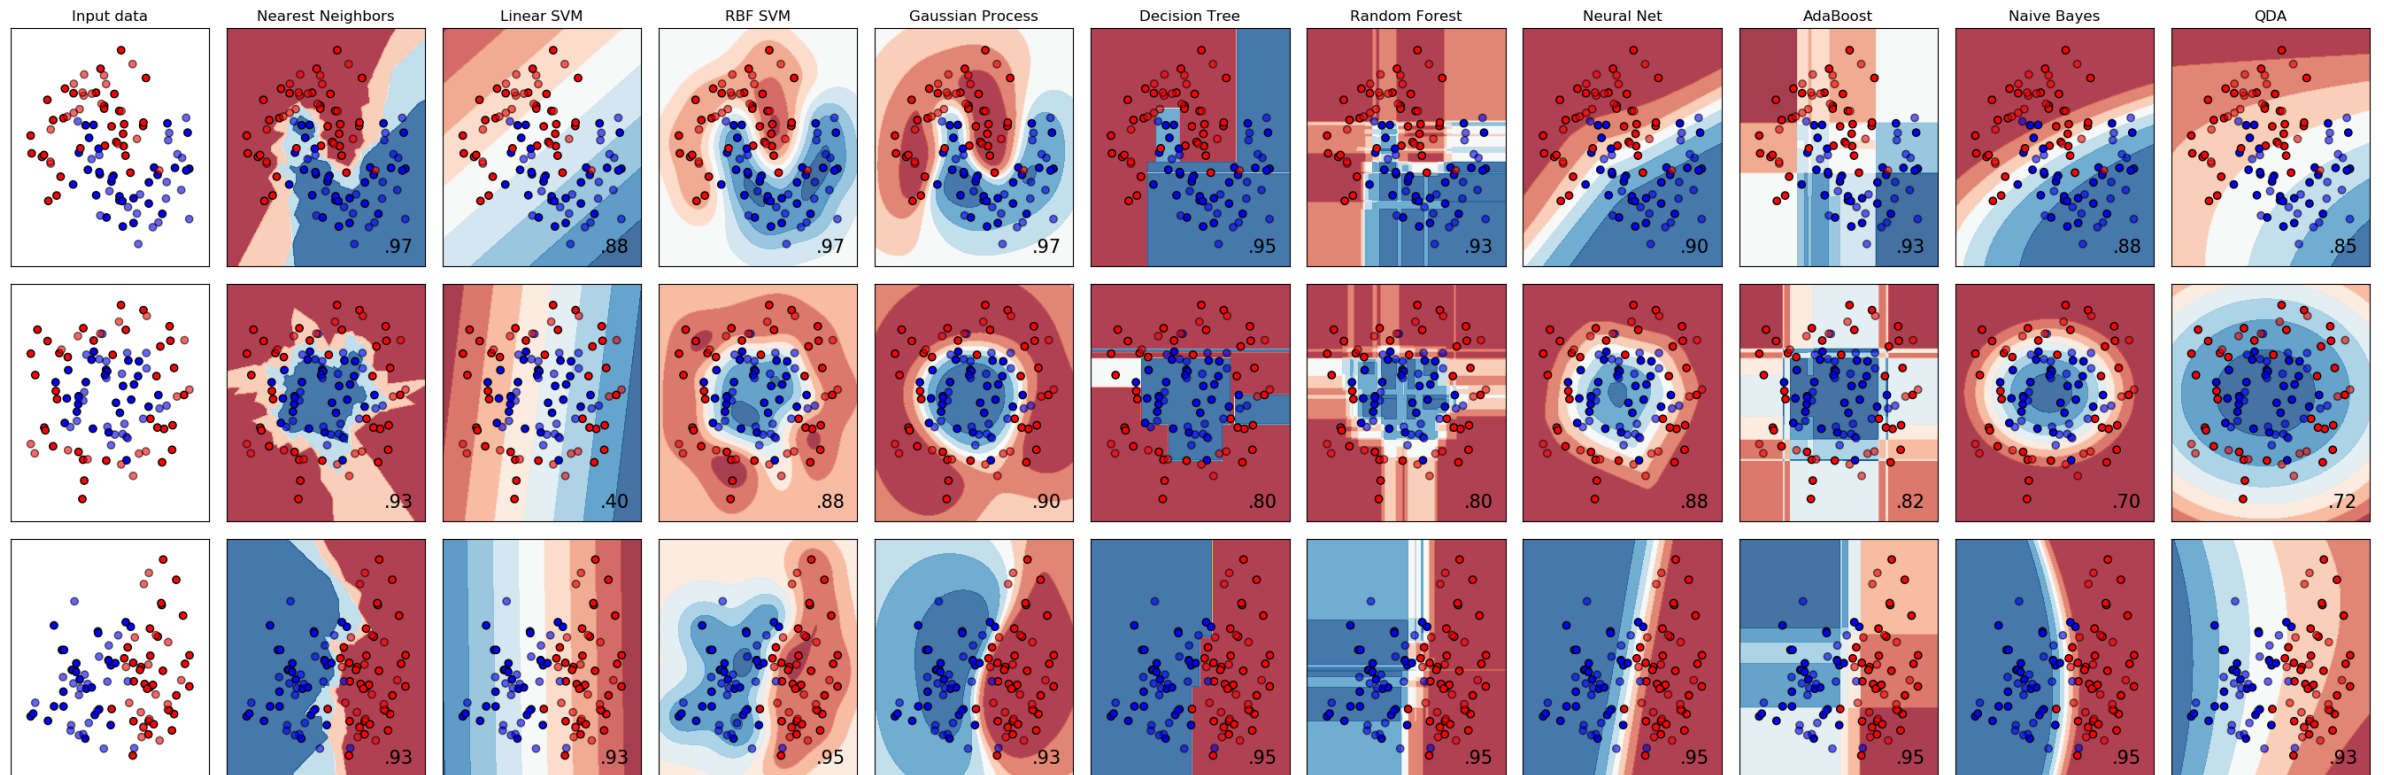 Input data
Nearest Neighbors
Linear SVM
RBF SVM
Gaussian Process
Decision Tree
Random Forest
Neural Net
AdaBoost
Naive Bayes
QDA
.97
.88
.97
.97
.95
.93
.90
.93
.88
.85
.93
.40
.88
.90
.80
.80
.88
.82
.70
.72
.93
.93
.95
.93
.95
.95
.95
.95
.95
.93